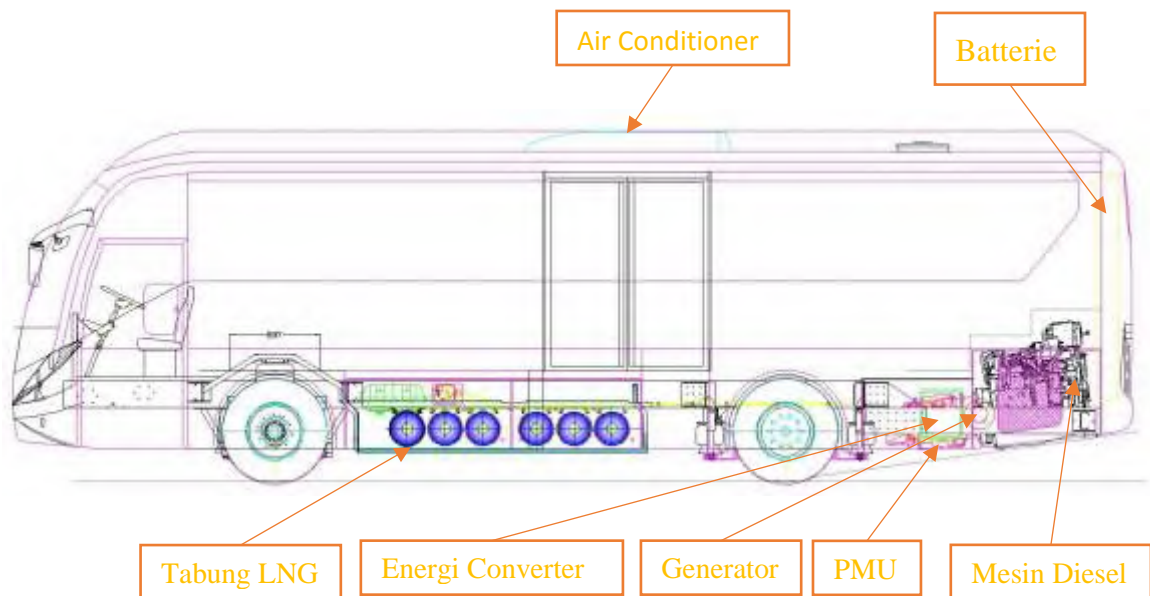 Air Conditioner
Batterie
Tabung LNG
Energi Converter
Generator
PMU
Mesin Diesel